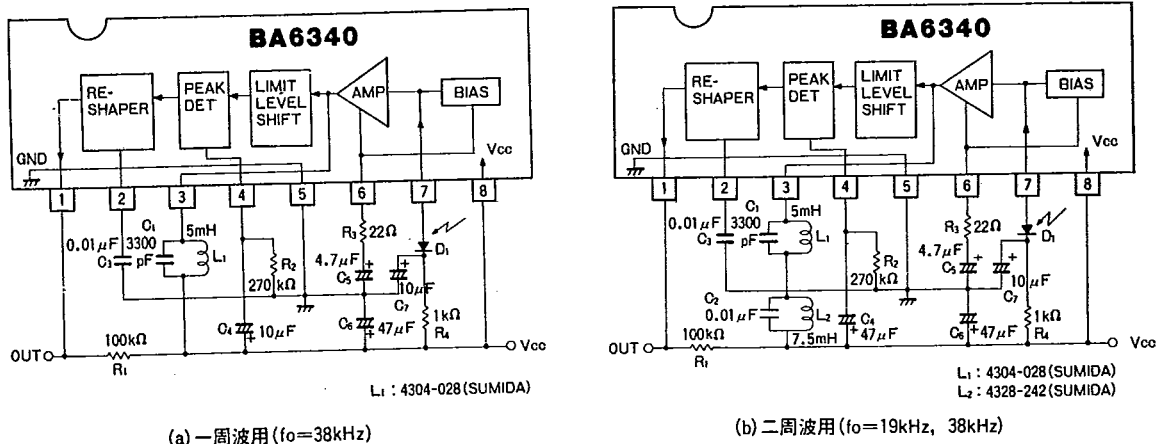 BA6340
RE-
SHAPER
PEAK
DET
LIMIT
LEVEL
SHIFT
AMP
BIAS
GND
Vcc
1
2
3
4
5
6
7
8
C₁
0.01μF
3300
pF
C₃
5mH
L₁
R₃
22Ω
4.7μF
C₅
R₂
270
kΩ
D₁
10μF
C₇
C₄
10μF
C₆
47μF
1kΩ
R₄
OUT
100kΩ
R₁
Vcc
L₁ : 4304-028(SUMIDA)
(a)一周波用(fo=38kHz)
BA6340
RE-
SHAPER
PEAK
DET
LIMIT
LEVEL
SHIFT
AMP
BIAS
GND
Vcc
1
2
3
4
5
6
7
8
C₁
0.01μF
3300
pF
C₃
5mH
L₁
R₃
22Ω
4.7μF
C₅
R₂
270
kΩ
D₁
10μF
C₇
C₂
0.01μF
L₂
7.5mH
C₄
47μF
C₆
47μF
1kΩ
R₄
OUT
100kΩ
R₁
Vcc
L₁ : 4304-028(SUMIDA)
L₂ : 4328-242(SUMIDA)
(b)二周波用(fo=19kHz, 38kHz)